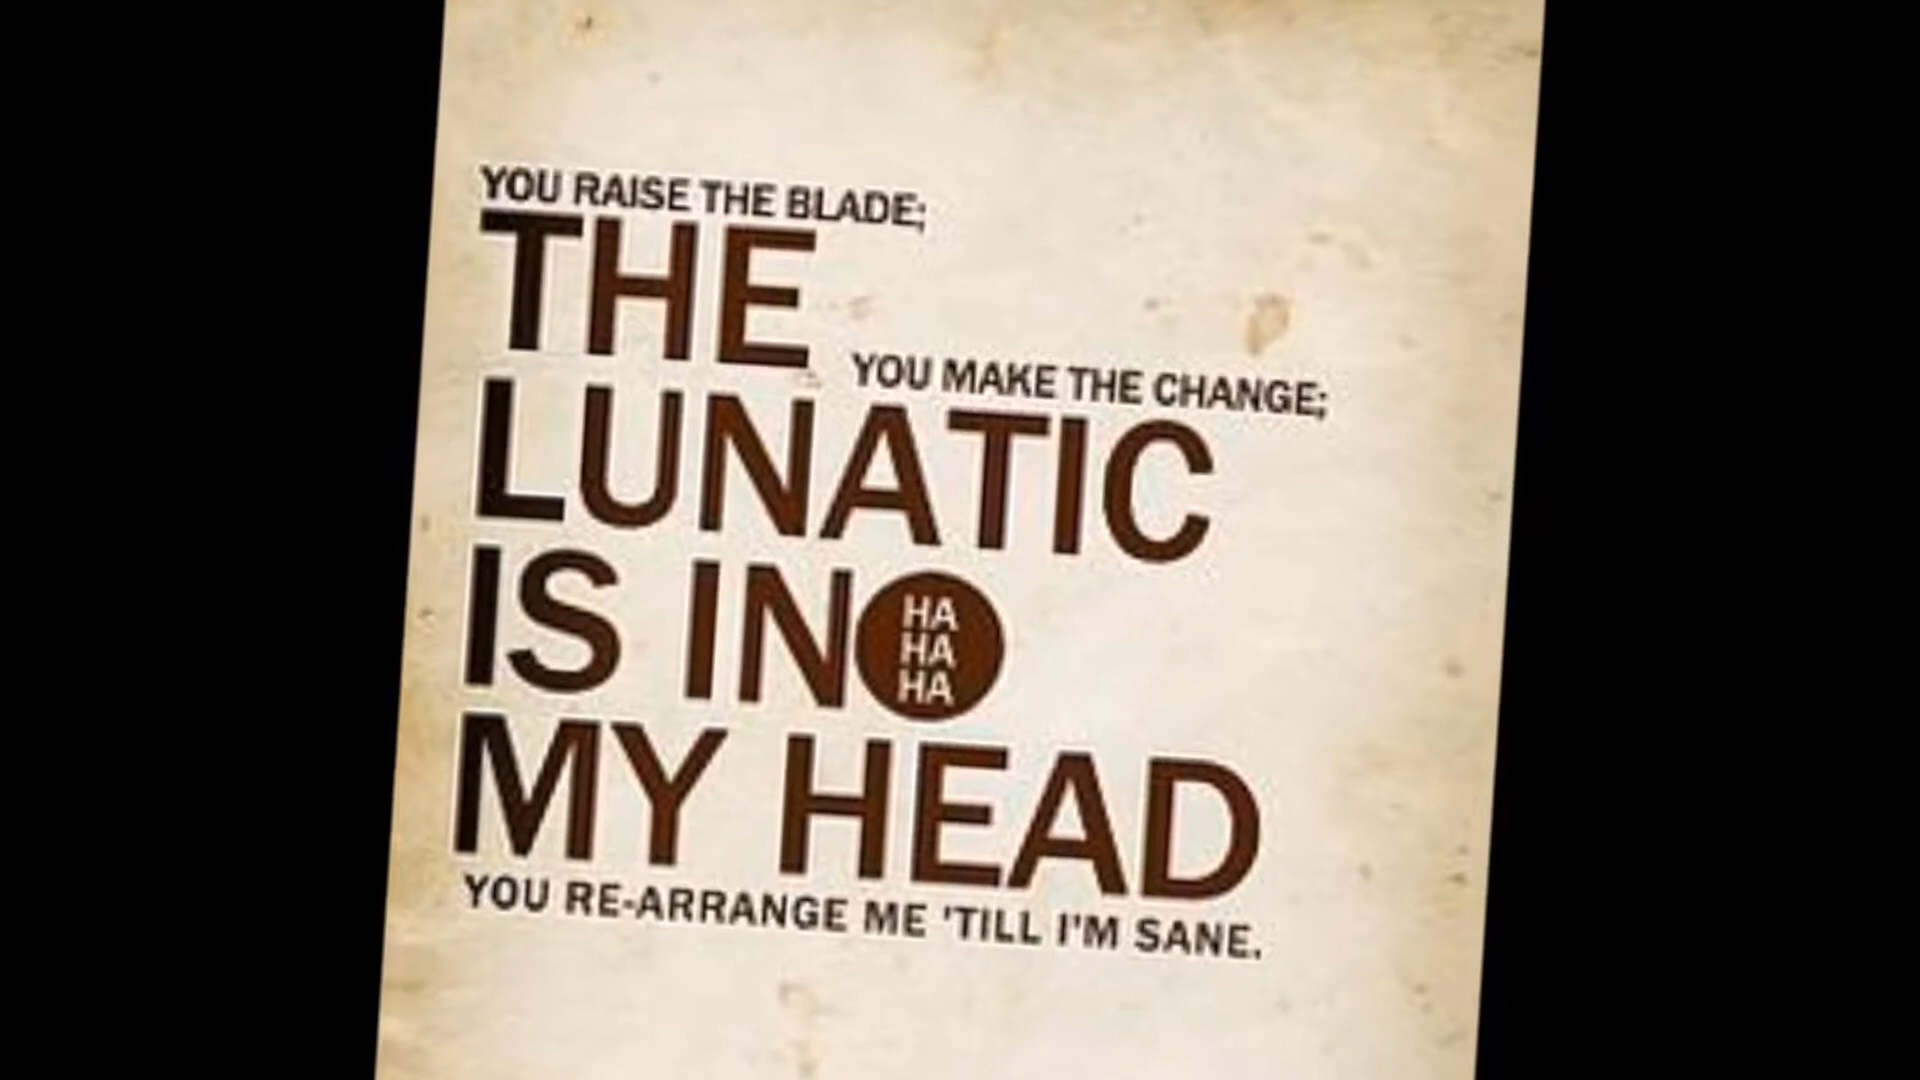 YOU RAISE THE BLADE;
THE
YOU MAKE THE CHANGE;
LUNATIC
IS IN
HA
HA
HA
MY HEAD
YOU RE-ARRANGE ME 'TILL I'M SANE.